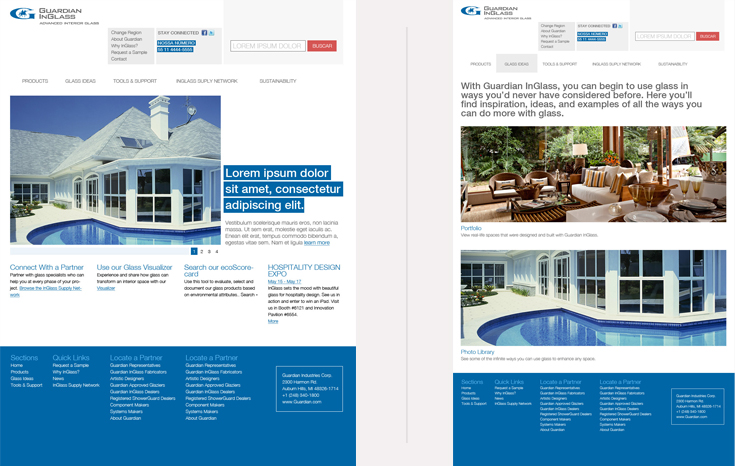 GUARDIAN
INGLASS
ADVANCED INTERIOR GLASS
Change Region
About Guardian
Why InGlass?
Request a Sample
Contact
STAY CONNECTED
NOSSA NÚMERO
55 11 4444-5555
LOREM IPSUM DOLOR
BUSCAR
PRODUCTS
GLASS IDEAS
TOOLS & SUPPORT
INGLASS SUPLY NETWORK
SUSTAINABILITY
Lorem ipsum dolor
sit amet, consectetur
adipiscing elit.
Vestibulum scelerisque mauris eros, non lacinia
massa. Ut sem erat, molestie eget iaculis ac.
Enean elit erat, tempus commodo bibendum a,
egestas vitae sem. Nam et ligula learn more
1 2 3 4
Connect With a Partner
Partner with glass specialists who can
help you at every phase of your pro-
ject. Browse the InGlass Supply Net-
work
Use our Glass Visualizer
Experience and share how glass can
transform an interior space with our
Visualizer
Search our ecoScore-
card
Use this tool to evaluate, select and
document our glass products based
on environmental attributes.. Search >
HOSPITALITY DESIGN
EXPO
May 15 - May 17
InGlass sets the mood with beautiful
glass for hospitality design. See us in
action and enter to win an iPad. Visit
us in Booth #6121 and Innovation
Pavilion #6554.
More
Sections
Home
Products
Glass Ideas
Tools & Support
Quick Links
Request a Sample
Why InGlass?
News
InGlass Supply Network
Locate a Partner
Guardian Representatives
Guardian InGlass Fabricators
Artistic Designers
Guardian Approved Glaziers
Guardian InGlass Dealers
Registered ShowerGuard Dealers
Component Makers
Systems Makers
About Guardian
Locate a Partner
Guardian Representatives
Guardian InGlass Fabricators
Artistic Designers
Guardian Approved Glaziers
Guardian InGlass Dealers
Registered ShowerGuard Dealers
Component Makers
Systems Makers
About Guardian
Guardian Industries Corp.
2300 Harmon Rd.
Auburn Hills, MI 48326-1714
+1 (248) 340-1800
www.Guardian.com
GUARDIAN
INGLASS
ADVANCED INTERIOR GLASS
Change Region
About Guardian
Why InGlass?
Request a Sample
Contact
STAY CONNECTED
NOSSA NÚMERO
55 11 4444-5555
LOREM IPSUM DOLOR
BUSCAR
PRODUCTS
GLASS IDEAS
TOOLS & SUPPORT
INGLASS SUPLY NETWORK
SUSTAINABILITY
With Guardian InGlass, you can begin to use glass in
ways you'd never have considered before. Here you'll
find inspiration, ideas, and examples of all the ways you
can do more with glass.
Portfolio
View real-life spaces that were designed and built with Guardian InGlass.
Photo Library
See some of the infinite ways you can use glass to enhance any space.
Sections
Home
Products
Glass Ideas
Tools & Support
Quick Links
Request a Sample
Why InGlass?
News
InGlass Supply Network
Locate a Partner
Guardian Representatives
Guardian InGlass Fabricators
Artistic Designers
Guardian Approved Glaziers
Guardian InGlass Dealers
Registered ShowerGuard Dealers
Component Makers
Systems Makers
About Guardian
Locate a Partner
Guardian Representatives
Guardian InGlass Fabricators
Artistic Designers
Guardian Approved Glaziers
Guardian InGlass Dealers
Registered ShowerGuard Dealers
Component Makers
Systems Makers
About Guardian
Guardian Industries Corp.
2300 Harmon Rd.
Auburn Hills, MI 48326-1714
+1 (248) 340-1800
www.Guardian.com